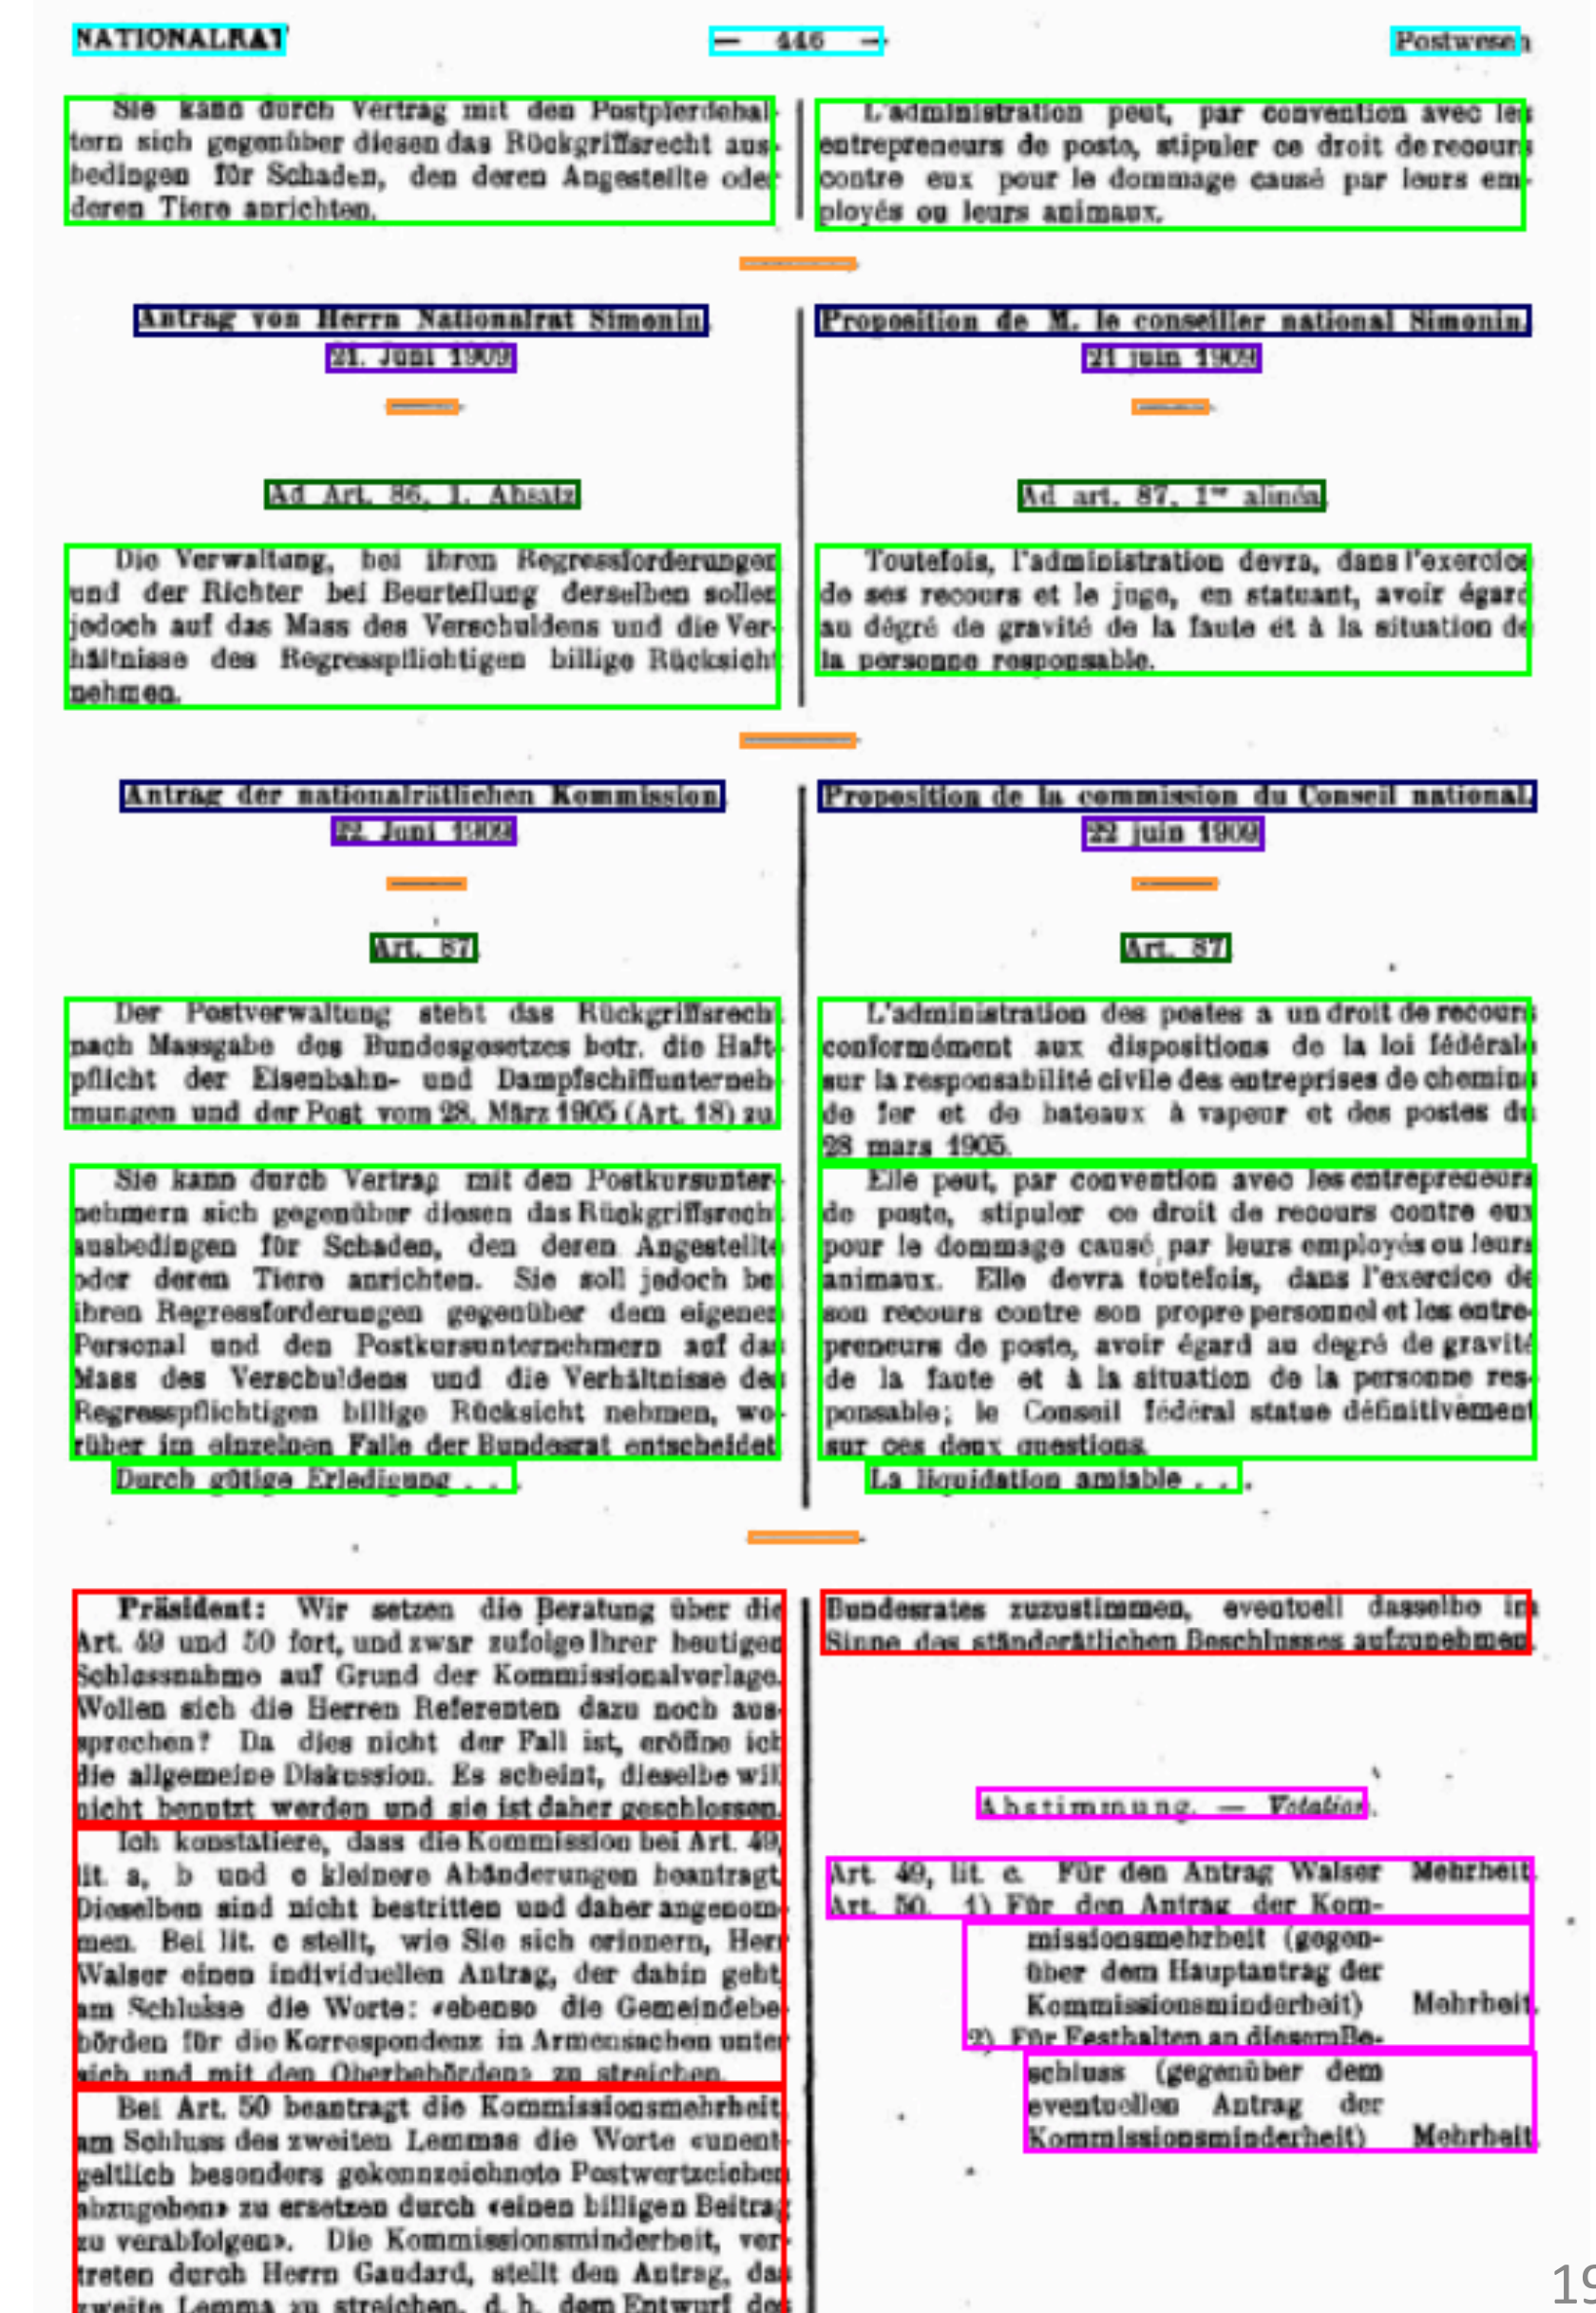 NATIONALRAT — 446 — Postwesen
Sie kann durch Vertrag mit den Postpferdehal-
tern sich gegenüber diesen das Rückgriffsrecht aus-
bedingen für Schaden, den deren Angestellte oder
deren Tiere anrichten.
L'administration peut, par convention avec les
entrepreneurs de poste, stipuler ce droit de recours
contre eux pour le dommage causé par leurs em-
ployés ou leurs animaux.
Antrag von Herrn Nationalrat Simonin.
21. Juni 1909
Ad Art. 86, 1. Absatz
Die Verwaltung, bei ihren Regressforderungen
und der Richter bei Beurteilung derselben sollen
jedoch auf das Mass des Verschuldens und die Ver-
hältnisse des Regresspflichtigen billige Rücksicht
nehmen.
Proposition de M. le conseiller national Simonin.
21 juin 1909
Ad art. 87, 1er alinéa.
Toutefois, l'administration devra, dans l'exercice
de ses recours et le juge, en statuant, avoir égard
au dégré de gravité de la faute et à la situation de
la personne responsable.
Antrag der nationalrätlichen Kommission.
22. Juni 1909
Art. 87.
Der Postverwaltung steht das Rückgriffsrecht
nach Massgabe des Bundesgesetzes betr. die Haft-
pflicht der Eisenbahn- und Dampfschiffunterneh-
mungen und der Post vom 28. März 1905 (Art. 18) zu.
Sie kann durch Vertrag mit den Postkursunter-
nehmern sich gegenüber diesen das Rückgriffsrecht
ausbedingen für Schaden, den deren Angestellte
oder deren Tiere anrichten. Sie soll jedoch bei
ihren Regressforderungen gegenüber dem eigenen
Personal und den Postkursunternehmern auf das
Mass des Verschuldens und die Verhältnisse des
Regresspflichtigen billige Rücksicht nehmen, wo-
rüber im einzelnen Falle der Bundesrat entscheidet.
Durch gütige Erledigung . . .
Proposition de la commission du Conseil national.
22 juin 1909
Art. 87.
L'administration des postes a un droit de recours
conformément aux dispositions de la loi fédérale
sur la responsabilité civile des entreprises de chemins
de fer et de bateaux à vapeur et des postes du
28 mars 1905.
Elle peut, par convention avec les entrepreneurs
de poste, stipuler ce droit de recours contre eux
pour le dommage causé par leurs employés ou leurs
animaux. Elle devra toutefois, dans l'exercice de
son recours contre son propre personnel et les entre-
preneurs de poste, avoir égard au degré de gravité
de la faute et à la situation de la personne res-
ponsable; le Conseil fédéral statue définitivement
sur ces deux questions.
La liquidation amiable . . .
Präsident: Wir setzen die Beratung über die
Art. 49 und 50 fort, und zwar zufolge Ihrer heutigen
Schlossnahme auf Grund der Kommissionalvorlage.
Wollen sich die Herren Referenten dazu noch aus-
sprechen? Da dies nicht der Fall ist, eröffne ich
die allgemeine Diskussion. Es scheint, dieselbe will
nicht benutzt werden und sie ist daher geschlossen.
Ich konstatiere, dass die Kommission bei Art. 49,
lit. a, b und c kleinere Abänderungen beantragt.
Dieselben sind nicht bestritten und daher angenom-
men. Bei lit. c stellt, wie Sie sich erinnern, Herr
Walser einen individuellen Antrag, der dahin geht,
am Schlusse die Worte: «ebenso die Gemeindebe-
hörden für die Korrespondenz in Armensachen unter
sich und mit den Oberbehörden» zu streichen.
Bei Art. 50 beantragt die Kommissionsmehrheit,
am Schluss des zweiten Lemmas die Worte «unent-
geltlich besonders gekennzeichnete Postwertzeichen
abzugeben» zu ersetzen durch «einen billigen Beitrag
zu verabfolgen». Die Kommissionsminderheit, ver-
treten durch Herrn Gaudard, stellt den Antrag, das
zweite Lemma zu streichen, d. h. dem Entwurf des
Bundesrates zuzustimmen, eventuell dasselbe im
Sinne des ständerätlichen Beschlusses aufzunehmen.
Abstimmung. — Votation.
Art. 49, lit. c. Für den Antrag Walser Mehrheit.
Art. 50. 1) Für den Antrag der Kom-
missionsmehrheit (gegen-
über dem Hauptantrag der
Kommissionsminderheit) Mehrheit.
2) Für Festhalten an diesem Be-
schluss (gegenüber dem
eventuellen Antrag der
Kommissionsminderheit) Mehrheit.
19